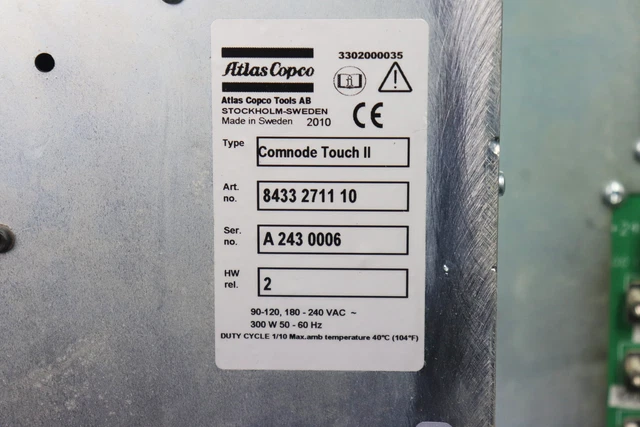 Atlas Copco
3302000035
Atlas Copco Tools AB
STOCKHOLM-SWEDEN
Made in Sweden 2010 CE
Type Comnode Touch II
Art. no. 8433 2711 10
Ser. no. A 243 0006
HW rel. 2
90-120, 180 - 240 VAC ~
300 W 50 - 60 Hz
DUTY CYCLE 1/10 Max.amb temperature 40°C (104°F)